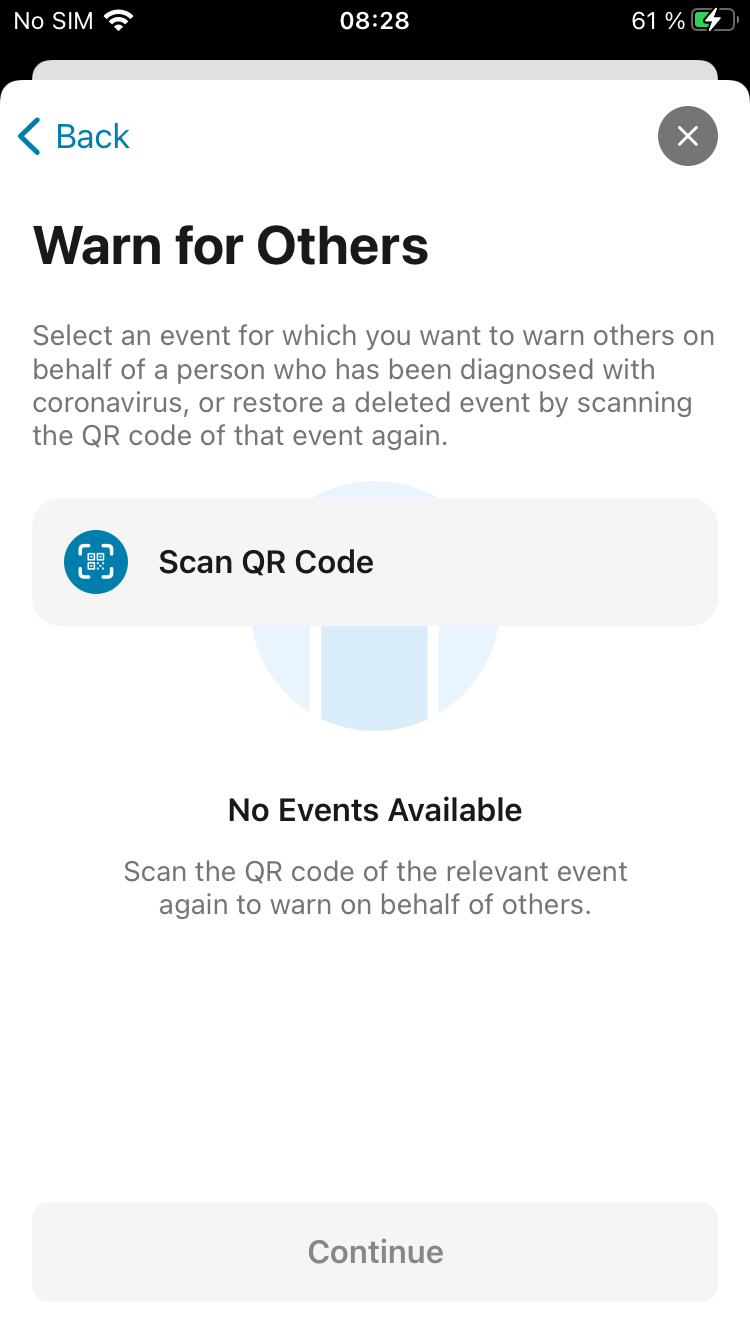 No SIM 08:28 61 %
Back
Warn for Others
Select an event for which you want to warn others on
behalf of a person who has been diagnosed with
coronavirus, or restore a deleted event by scanning
the QR code of that event again.
Scan QR Code
No Events Available
Scan the QR code of the relevant event
again to warn on behalf of others.
Continue